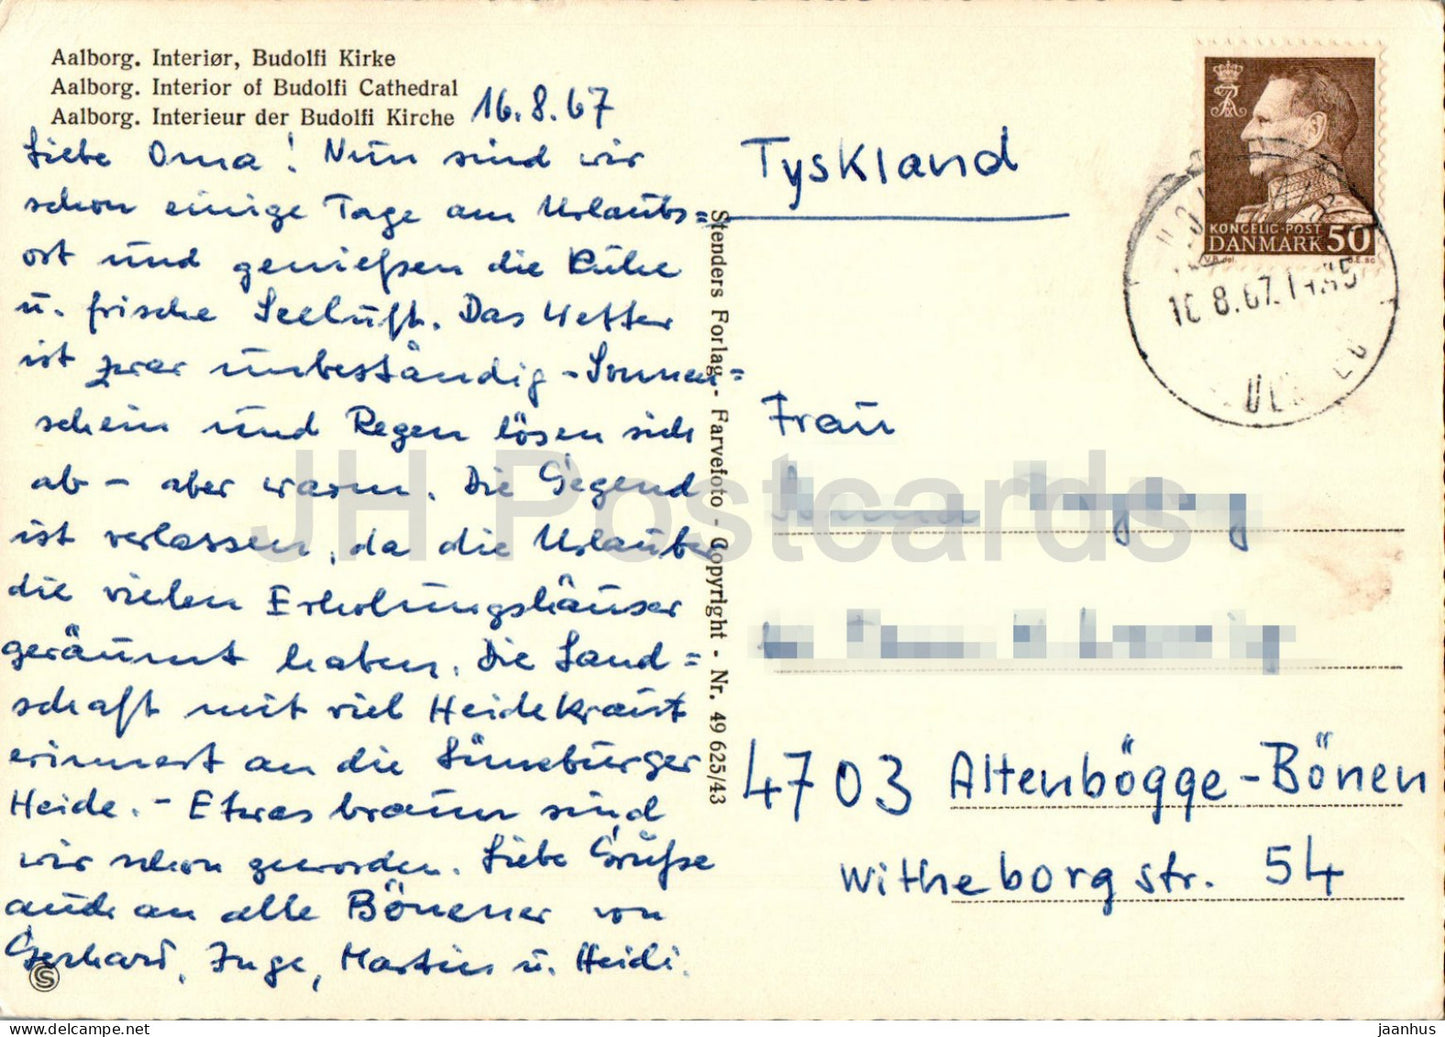 Aalborg. Interiør, Budolfi Kirke
Aalborg. Interior of Budolfi Cathedral
Aalborg. Interieur der Budolfi Kirche
16.8.67
Liebe Oma! Nun sind wir
schon einige Tage am Urlaubs=
ort und genießen die Ruhe
u. frische Seeluft. Das Wetter
ist zwar unbeständig - Sonnen=
schein und Regen lösen sich
ab - aber warm. Die Gegend
ist verlassen, da die Urlauber
die vielen Erholungshäuser
geräumt haben. Die Land=
schaft mit viel Heidekraut
erinnert an die Lüneburger
Heide. - Etwas braun sind
wir schon geworden. Liebe Grüße
auch an alle Bönener von
Gerhard, Inge, Martin u. Heidi.
S
Stenders Forlag - Farvefoto - Copyright - Nr. 49 625/43
Tyskland
KONGELIG-POST
DANMARK 50
V.B. del.
8.67.
Frau
4703 Altenbögge-Bönen
Witheborgstr. 54
JH Postcards
jaanhus